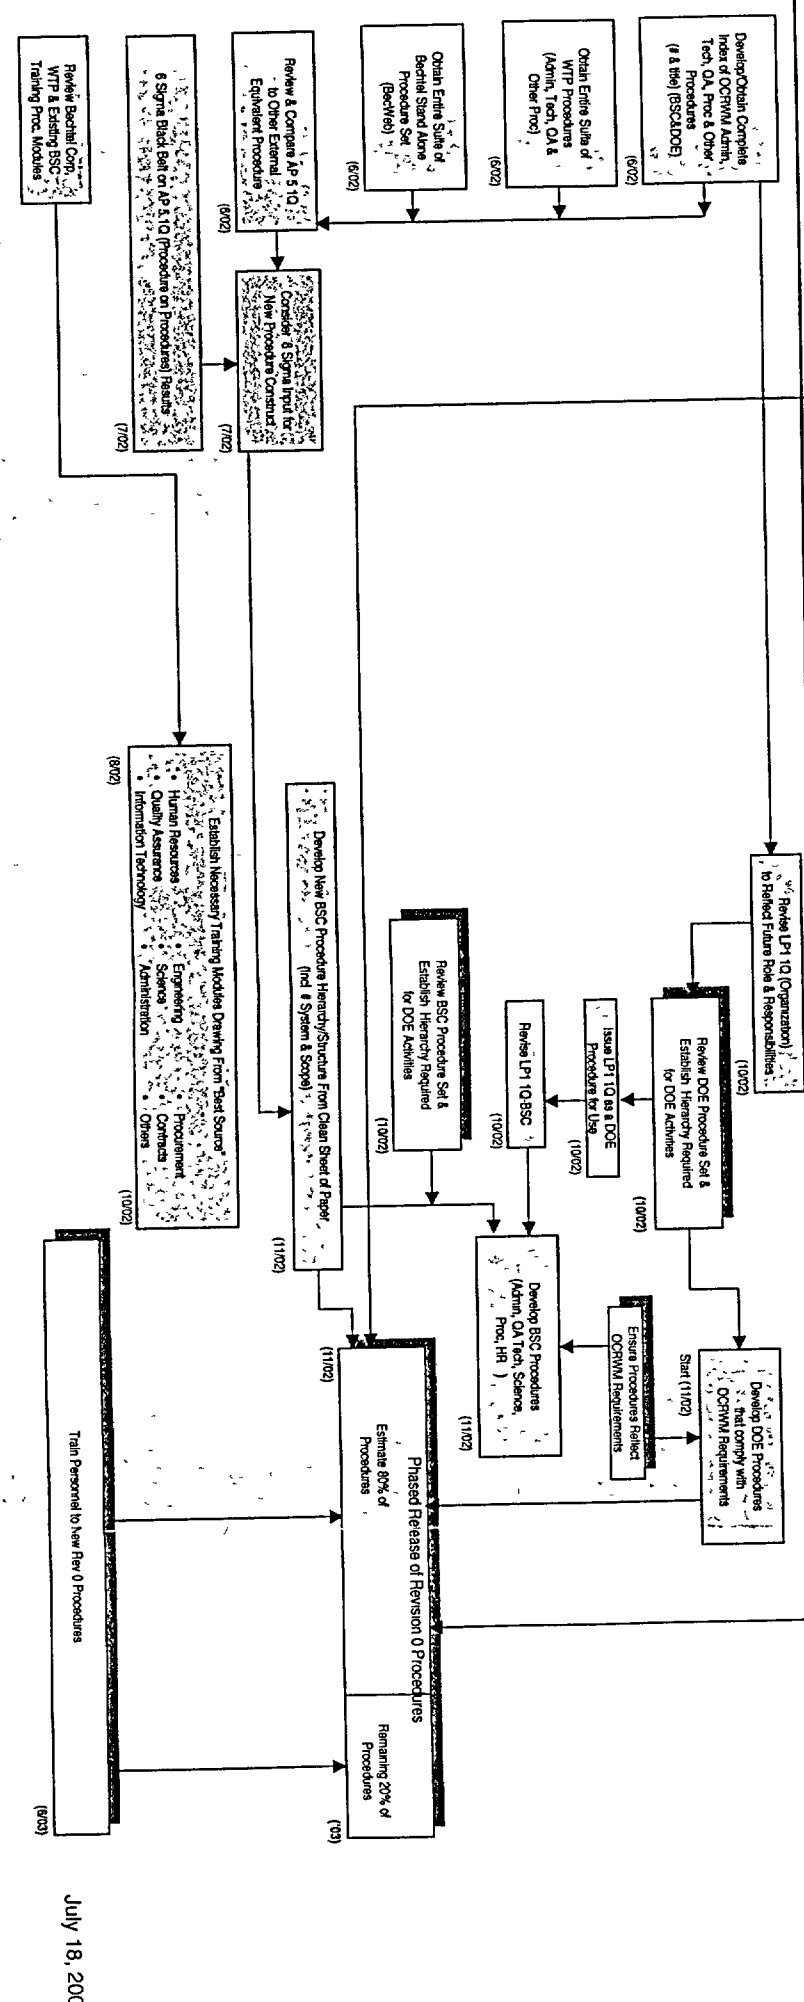 Develop/Obtain Complete
Index of OCRWM Admin,
Tech, QA, Proc & Other
Procedures
(# & title) (BSC&DOE)
(6/02)
Obtain Entire Suite of
WTP Procedures
(Admin, Tech, QA &
Other Proc)
(6/02)
Obtain Entire Suite of
Bechtel Stand Alone
Procedure Set
(BecWeb)
(6/02)
Review & Compare AP 5.1Q
to Other External
Equivalent Procedure
(6/02)
6 Sigma Black Belt on AP 5.1Q (Procedure on Procedures) Results
(7/02)
Review Bechtel Corp,
WTP & Existing BSC
Training Proc. Modules
Consider 6 Sigma Input for
New Procedure Construct
(7/02)
Revise LP1 1Q (Organization)
to Reflect Future Role & Responsibilities
(10/02)
Review DOE Procedure Set &
Establish Hierarchy Required
for DOE Activities
(10/02)
Issue LP1 1Q as a DOE
Procedure for Use
(10/02)
Revise LP1 1Q-BSC
(10/02)
Review BSC Procedure Set &
Establish Hierarchy Required
for DOE Activities
(10/02)
Develop New BSC Procedure Hierarchy/Structure From Clean Sheet of Paper
(Incl # System & Scope)
(11/02)
Establish Necessary Training Modules Drawing From "Best Source"
• Human Resources • Engineering • Procurement
• Quality Assurance • Science • Contracts
• Information Technology • Administration • Others
(8/02)
(10/02)
Develop DOE Procedures
that comply with
OCRWM Requirements
Start (11/02)
Ensure Procedures Reflect
OCRWM Requirements
Develop BSC Procedures
(Admin, QA Tech, Science,
Proc, HR )
(11/02)
Phased Release of Revision 0 Procedures
Estimate 80% of
Procedures
Remaining 20% of
Procedures
(11/02)
('03)
Train Personnel to New Rev 0 Procedures
(6/03)
July 18, 200